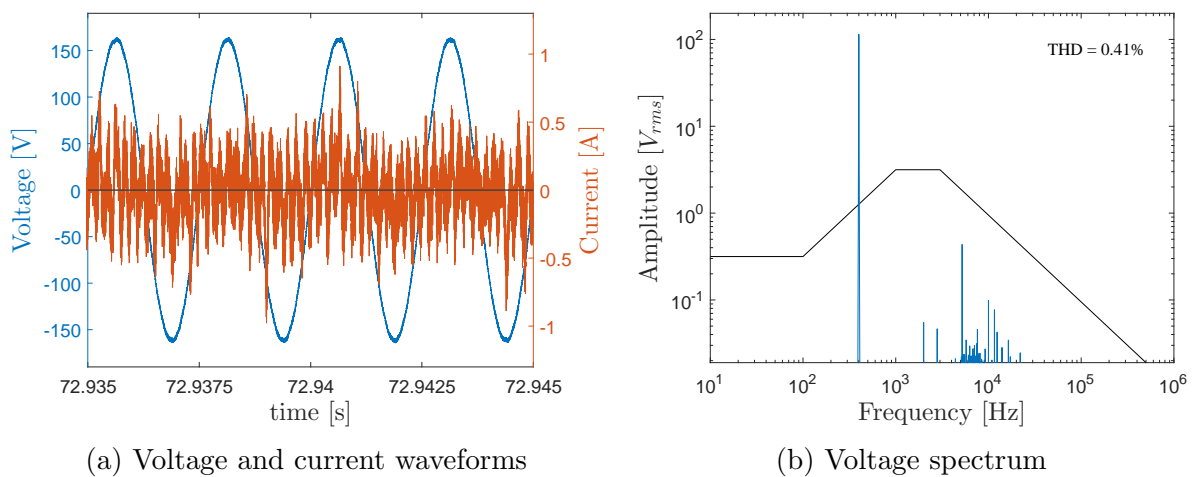 150
100
50
0
-50
-100
-150
Voltage [V]
1
0.5
0
-0.5
-1
Current [A]
72.935 72.9375 72.94 72.9425 72.945
time [s]
(a) Voltage and current waveforms
THD = 0.41%
10^2
10^1
10^0
10^-1
Amplitude [V_rms]
10^1 10^2 10^3 10^4 10^5 10^6
Frequency [Hz]
(b) Voltage spectrum